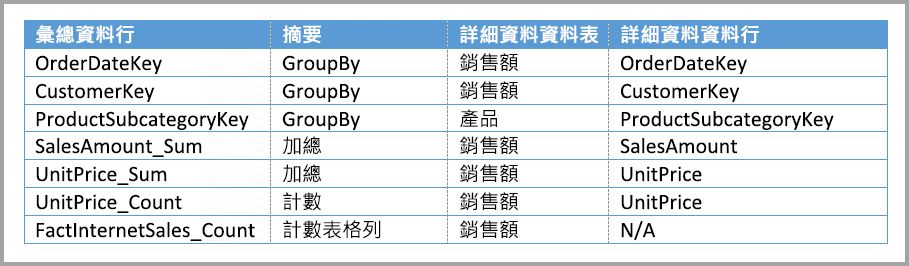 彙總資料行 摘要 詳細資料資料表 詳細資料資料行
OrderDateKey GroupBy 銷售額 OrderDateKey
CustomerKey GroupBy 銷售額 CustomerKey
ProductSubcategoryKey GroupBy 產品 ProductSubcategoryKey
SalesAmount_Sum 加總 銷售額 SalesAmount
UnitPrice_Sum 加總 銷售額 UnitPrice
UnitPrice_Count 計數 銷售額 UnitPrice
FactInternetSales_Count 計數表格列 銷售額 N/A